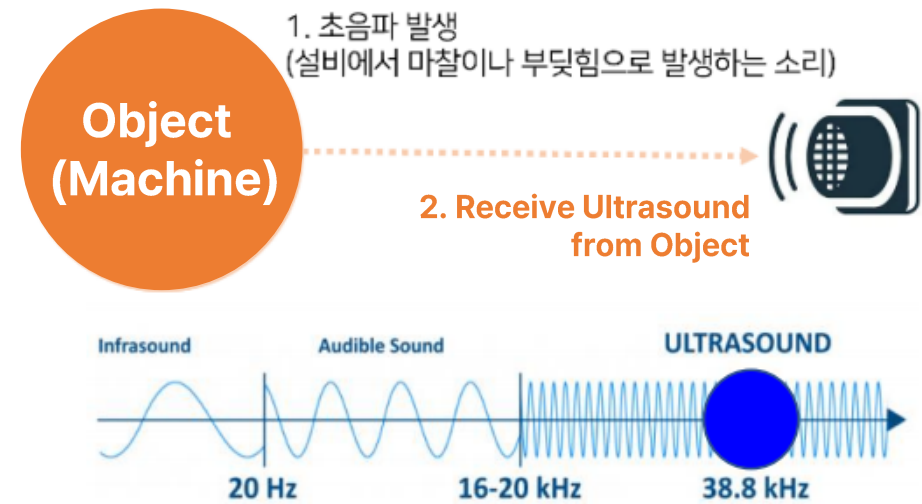 1. 초음파 발생
(설비에서 마찰이나 부딪힘으로 발생하는 소리)
Object
(Machine)
2. Receive Ultrasound
from Object
Infrasound
Audible Sound
ULTRASOUND
20 Hz
16-20 kHz
38.8 kHz